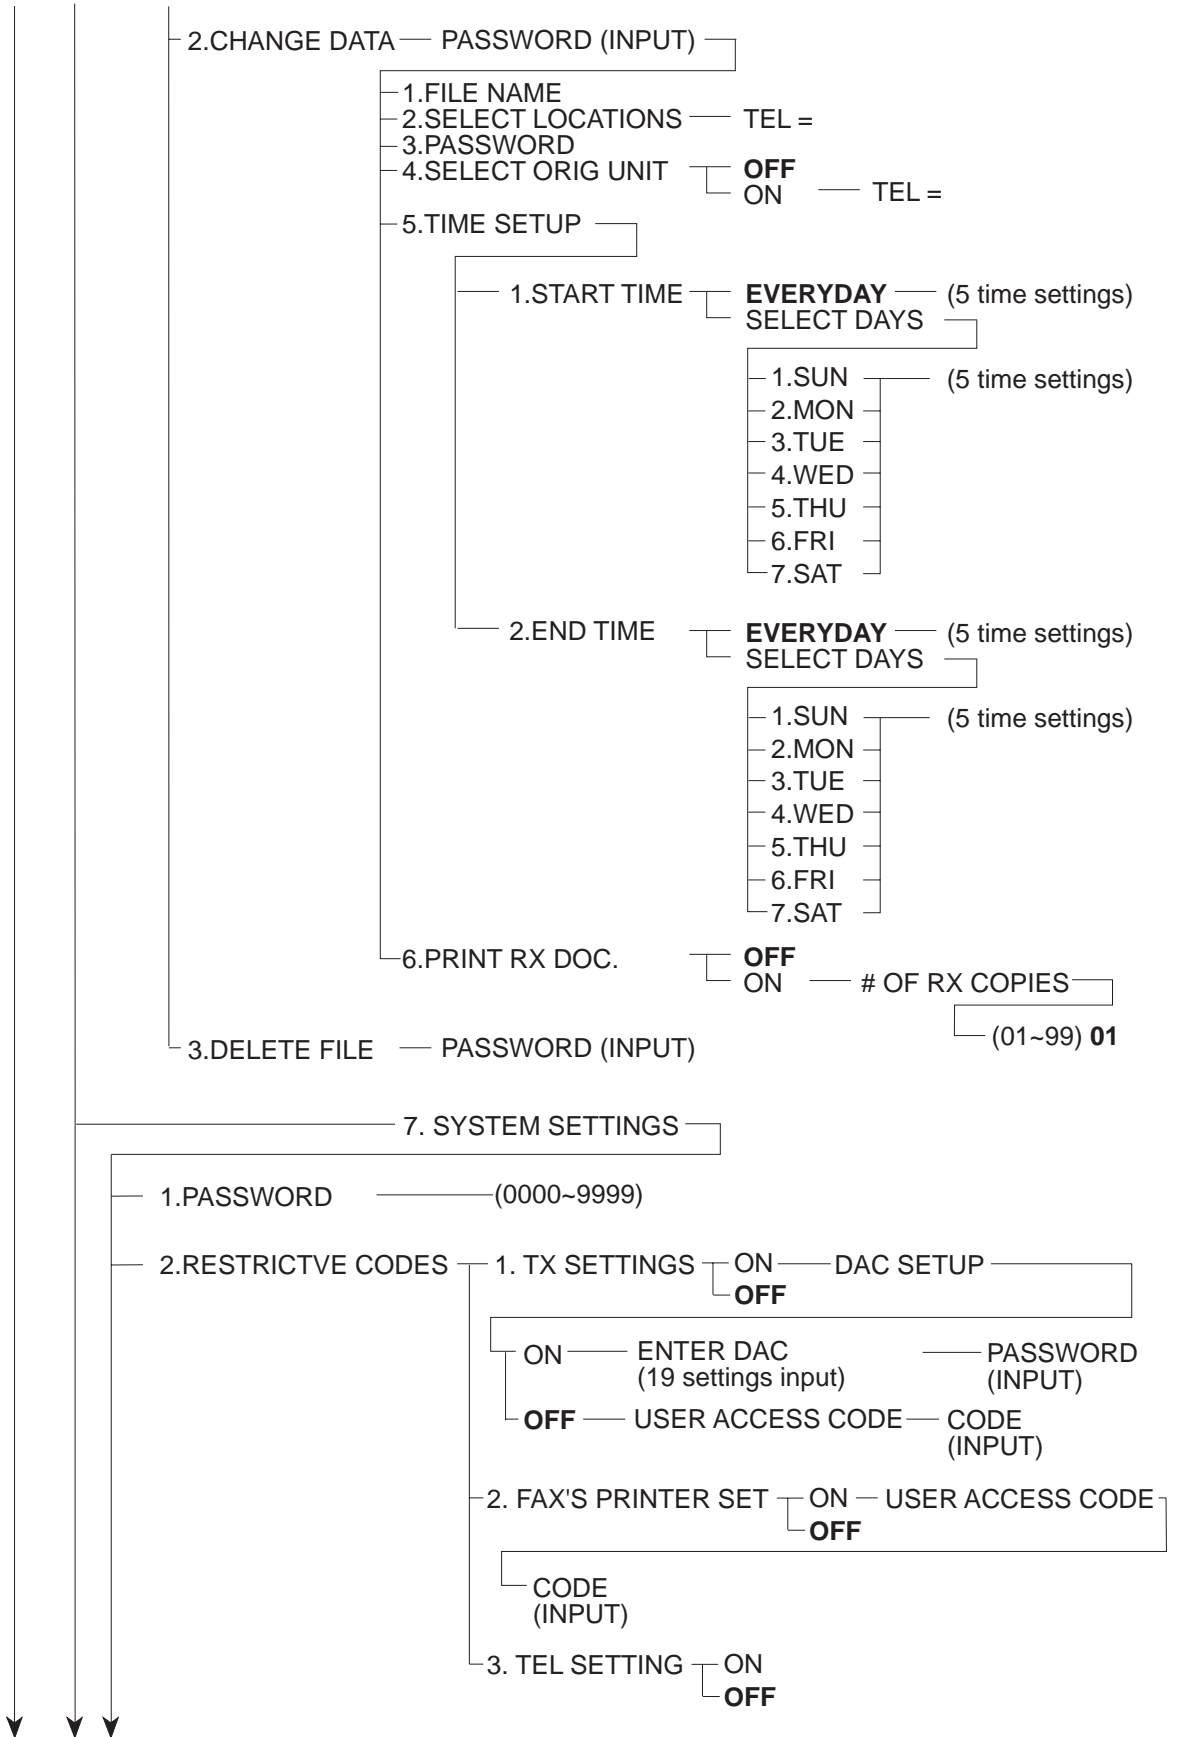 2.CHANGE DATA PASSWORD (INPUT)
1.FILE NAME
2.SELECT LOCATIONS TEL =
3.PASSWORD
4.SELECT ORIG UNIT OFF
ON TEL =
5.TIME SETUP
1.START TIME EVERYDAY (5 time settings)
SELECT DAYS
1.SUN (5 time settings)
2.MON
3.TUE
4.WED
5.THU
6.FRI
7.SAT
2.END TIME EVERYDAY (5 time settings)
SELECT DAYS
1.SUN (5 time settings)
2.MON
3.TUE
4.WED
5.THU
6.FRI
7.SAT
6.PRINT RX DOC. OFF
ON # OF RX COPIES
(01~99) 01
3.DELETE FILE PASSWORD (INPUT)
7. SYSTEM SETTINGS
1.PASSWORD (0000~9999)
2.RESTRICTVE CODES 1. TX SETTINGS ON DAC SETUP
OFF
ON ENTER DAC PASSWORD
(19 settings input) (INPUT)
OFF USER ACCESS CODE CODE
(INPUT)
2. FAX'S PRINTER SET ON USER ACCESS CODE
OFF
CODE
(INPUT)
3. TEL SETTING ON
OFF